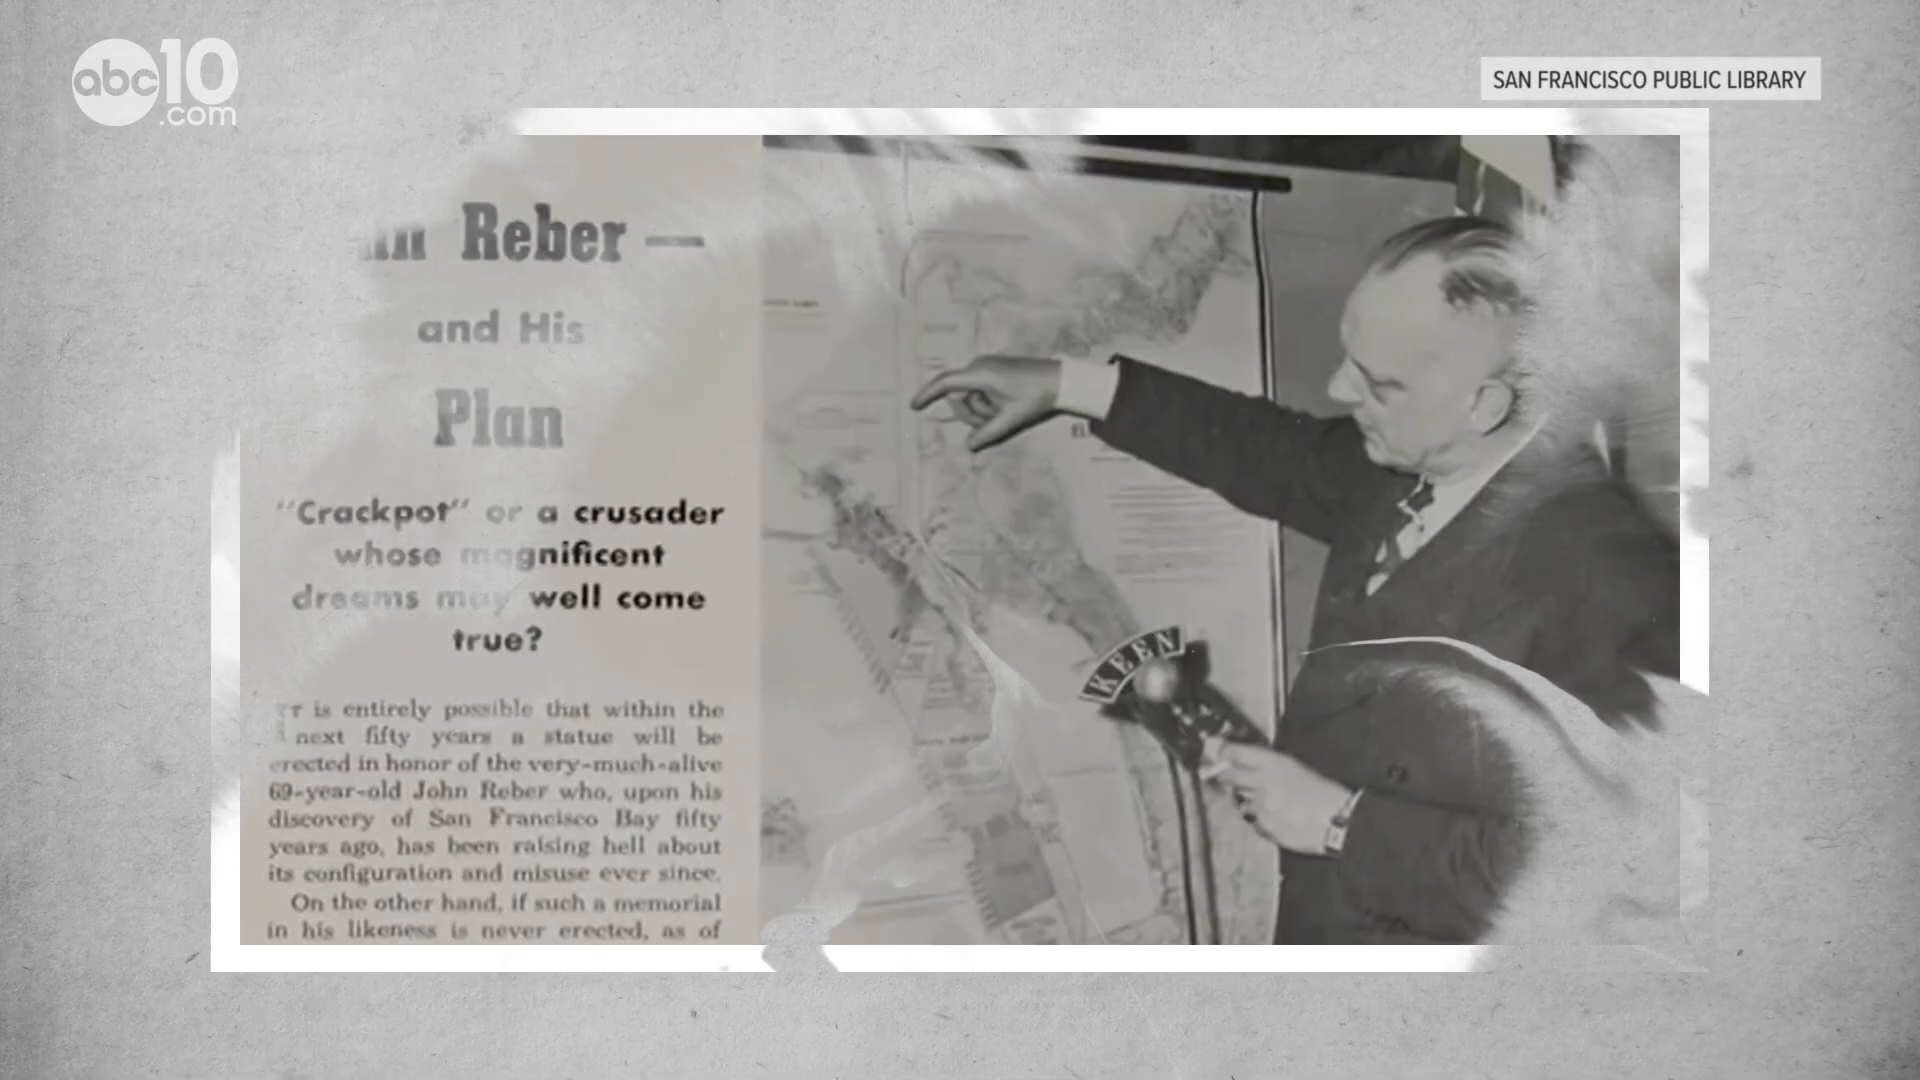 abc10
.com
SAN FRANCISCO PUBLIC LIBRARY
Reber —
and His
Plan
"Crackpot" or a crusader
whose magnificent
dreams may well come
true?
is entirely possible that within the
next fifty years a statue will be
erected in honor of the very-much-alive
69-year-old John Reber who, upon his
discovery of San Francisco Bay fifty
years ago, has been raising hell about
its configuration and misuse ever since.
On the other hand, if such a memorial
in his likeness is never erected, as of
KEEN